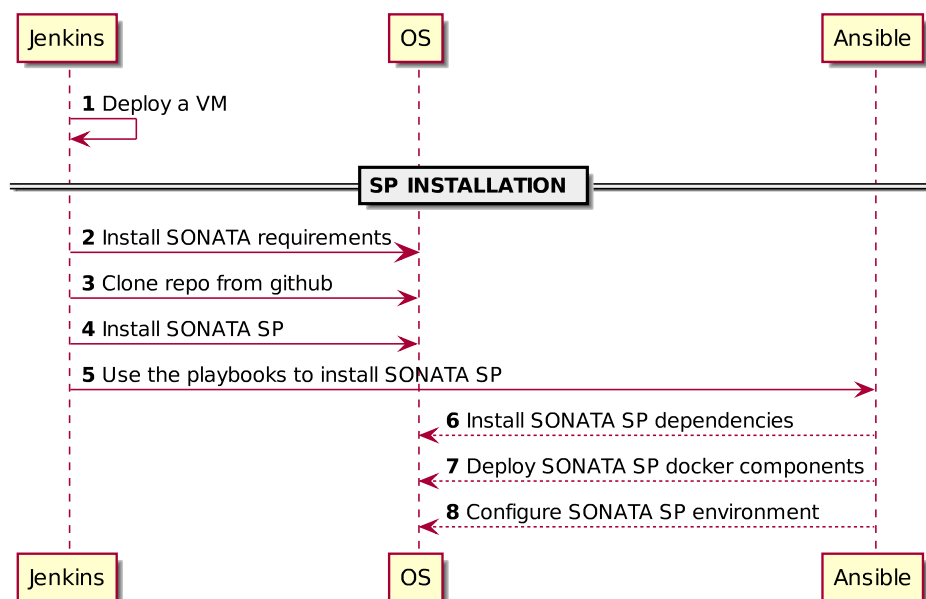 Jenkins OS Ansible
1 Deploy a VM
SP INSTALLATION
2 Install SONATA requirements
3 Clone repo from github
4 Install SONATA SP
5 Use the playbooks to install SONATA SP
6 Install SONATA SP dependencies
7 Deploy SONATA SP docker components
8 Configure SONATA SP environment
Jenkins OS Ansible